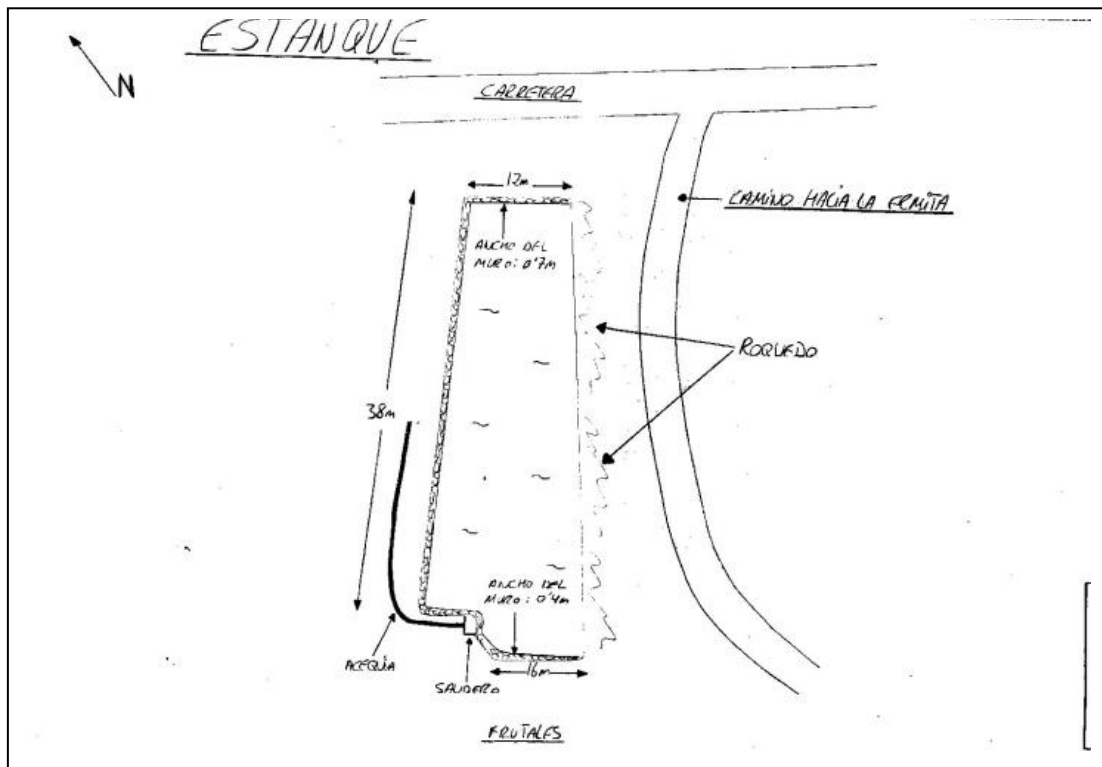 ESTANQUE
N
CARRETERA
12m
CAMINO HACIA LA ERMITA
ANCHO DEL
MURO: 0'7m
ROQUEDO
38m
ANCHO DEL
MURO: 0'4m
ACEQUIA
SAUDERO
16m
FRUTALES